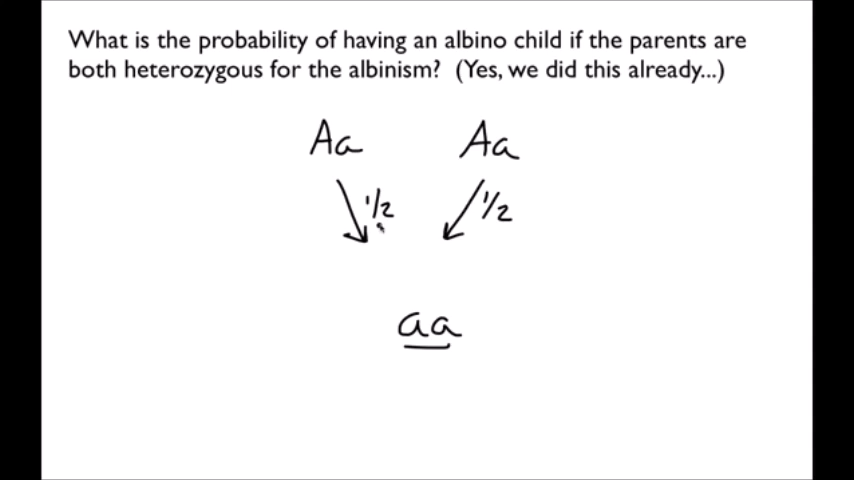 What is the probability of having an albino child if the parents are
both heterozygous for the albinism? (Yes, we did this already...)
Aa Aa
1/2 1/2
aa